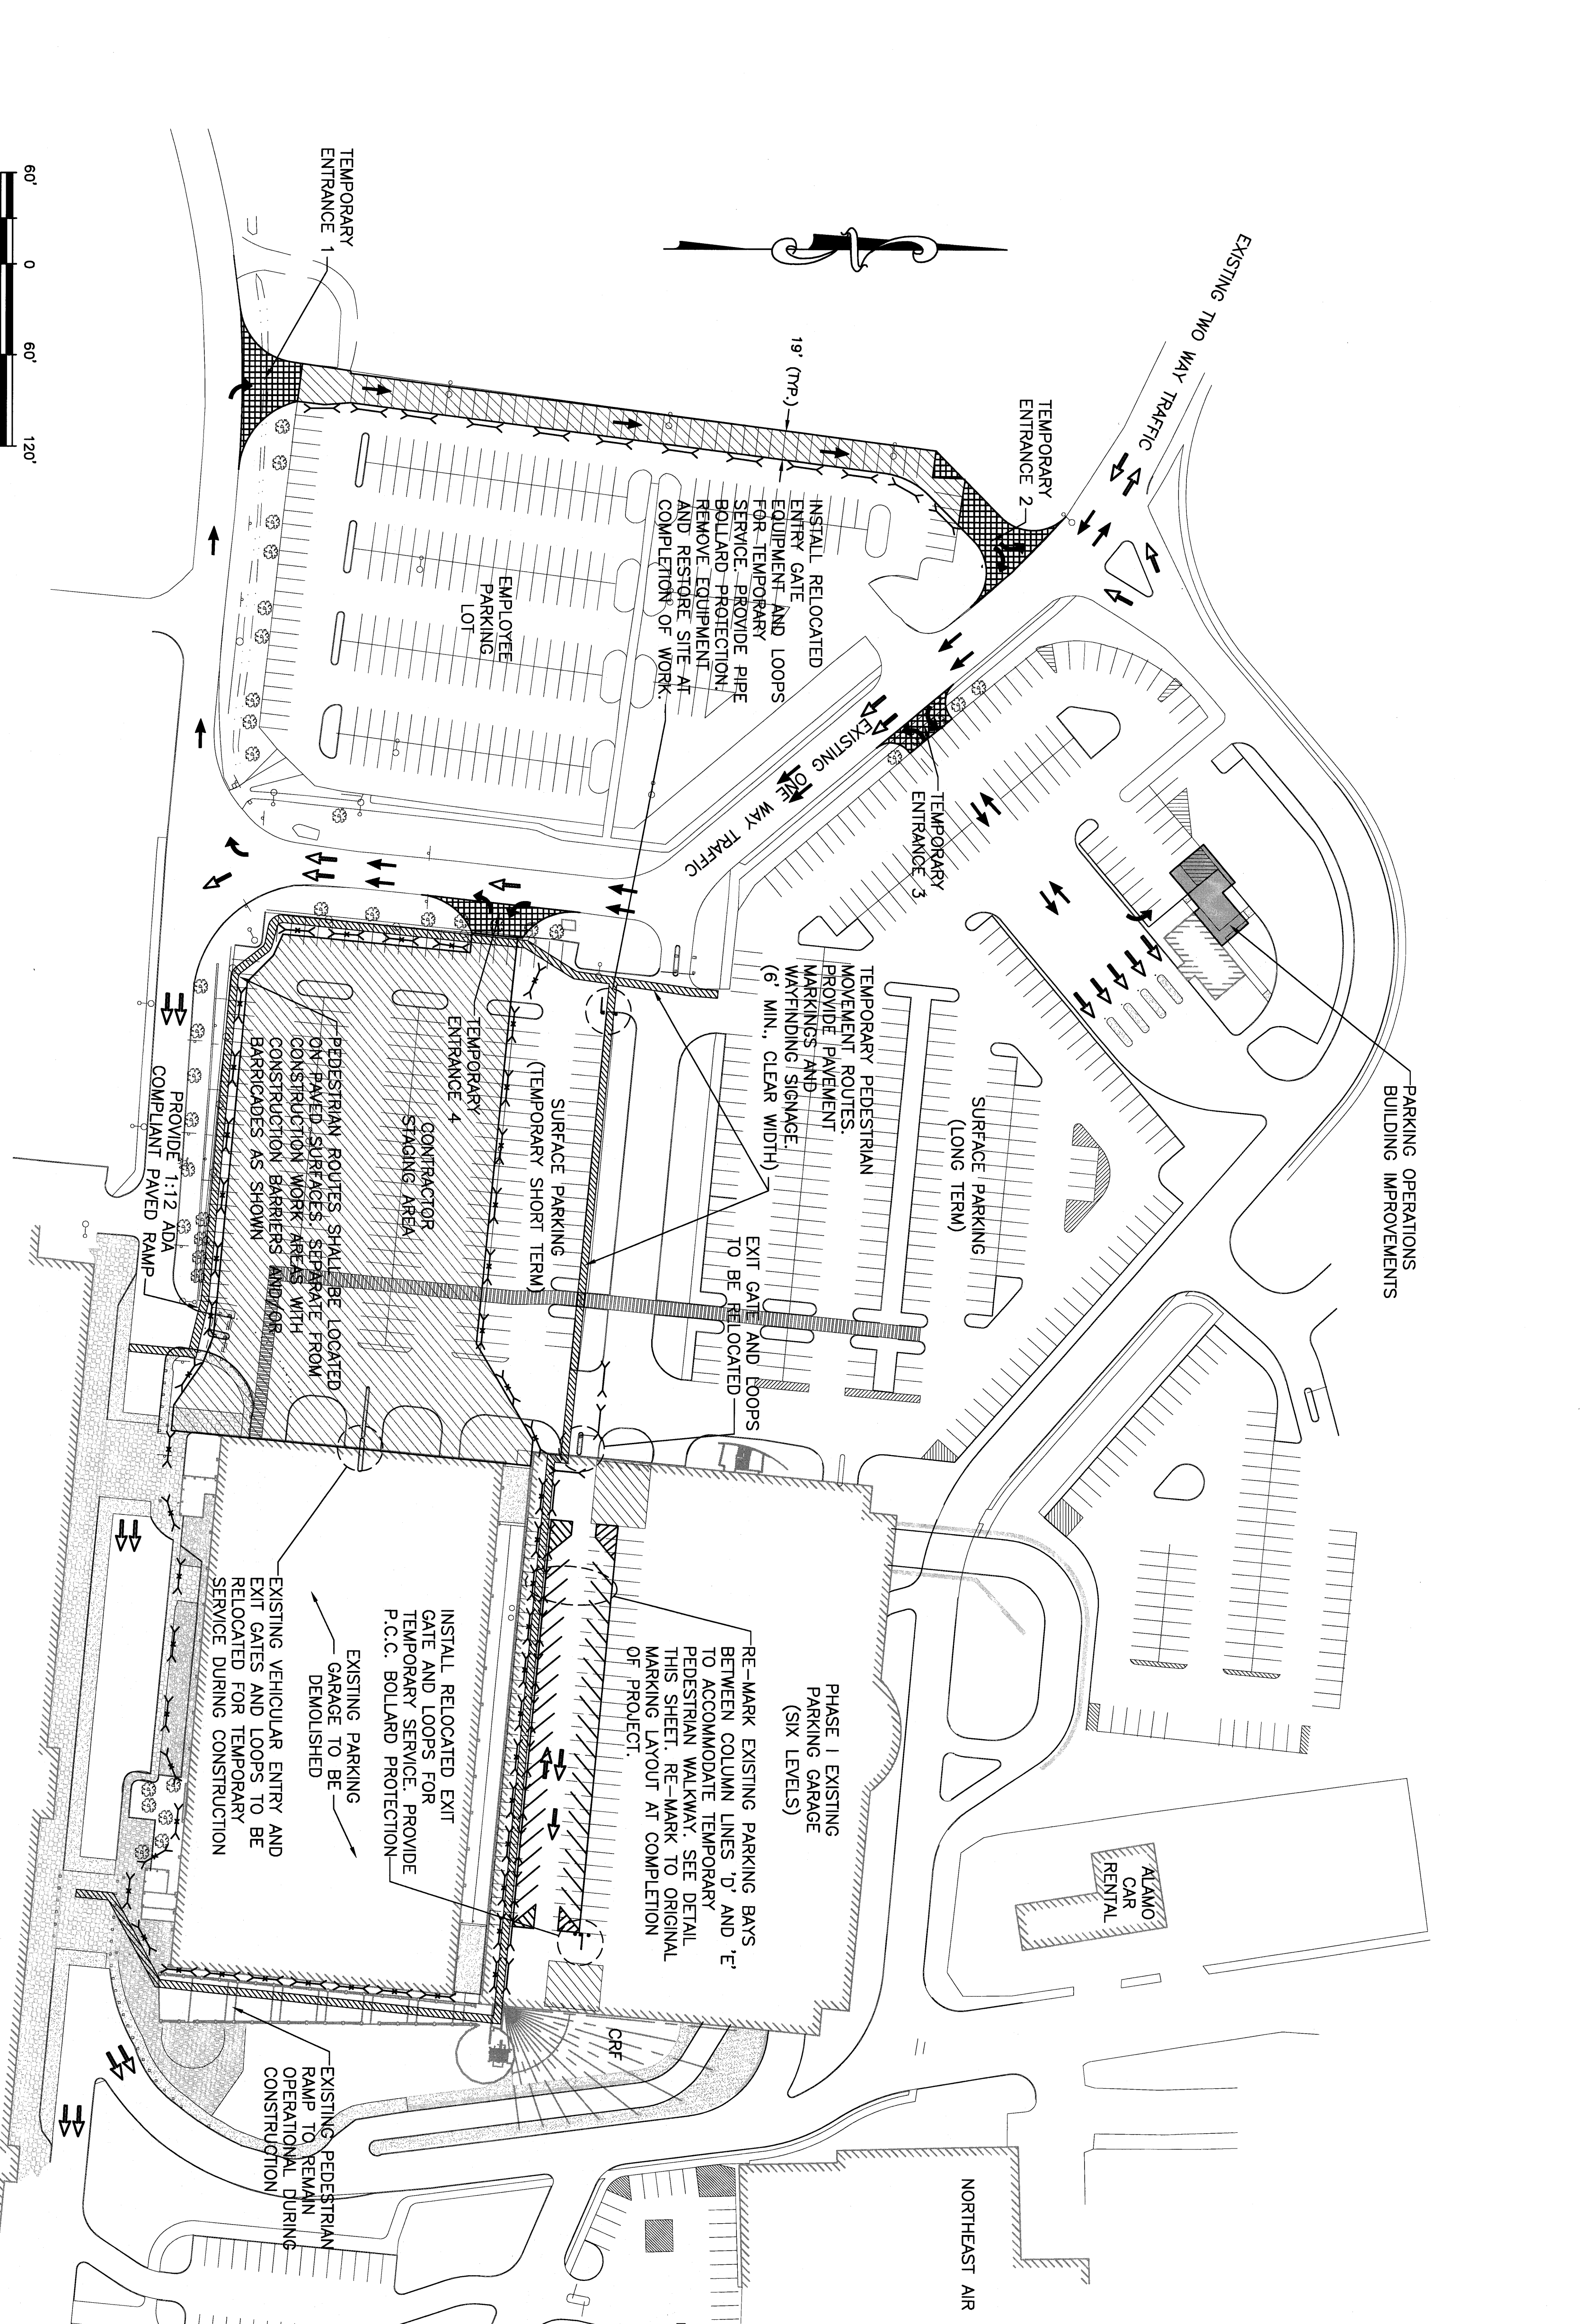 PARKING OPERATIONS
BUILDING IMPROVEMENTS
EXISTING TWO WAY TRAFFIC
TEMPORARY
ENTRANCE 2
TEMPORARY
ENTRANCE 1
19' (TYP.)
INSTALL RELOCATED
ENTRY GATE
EQUIPMENT AND LOOPS
FOR TEMPORARY
SERVICE. PROVIDE PIPE
BOLLARD PROTECTION.
REMOVE EQUIPMENT
AND RESTORE SITE AT
COMPLETION OF WORK.
EMPLOYEE
PARKING
LOT
EXISTING ONE WAY TRAFFIC
TEMPORARY
ENTRANCE 3
TEMPORARY PEDESTRIAN
MOVEMENT ROUTES.
PROVIDE PAVEMENT
MARKINGS AND
WAYFINDING SIGNAGE.
(6' MIN., CLEAR WIDTH)
SURFACE PARKING
(LONG TERM)
SURFACE PARKING
(TEMPORARY SHORT TERM)
TEMPORARY
ENTRANCE 4
CONTRACTOR
STAGING AREA
PEDESTRIAN ROUTES SHALL BE LOCATED
ON PAVED SURFACES. SEPARATE FROM
CONSTRUCTION WORK AREAS WITH
CONSTRUCTION BARRIERS AND/OR
BARRICADES AS SHOWN
PROVIDE 1:12 ADA
COMPLIANT PAVED RAMP
EXIT GATE AND LOOPS
TO BE RELOCATED
PHASE I EXISTING
PARKING GARAGE
(SIX LEVELS)
RE-MARK EXISTING PARKING BAYS
BETWEEN COLUMN LINES 'D' AND 'E'
TO ACCOMMODATE TEMPORARY
PEDESTRIAN WALKWAY. SEE DETAIL
THIS SHEET. RE-MARK TO ORIGINAL
MARKING LAYOUT AT COMPLETION
OF PROJECT.
INSTALL RELOCATED EXIT
GATE AND LOOPS FOR
TEMPORARY SERVICE. PROVIDE
P.C.C. BOLLARD PROTECTION
EXISTING PARKING
GARAGE TO BE
DEMOLISHED
EXISTING VEHICULAR ENTRY AND
EXIT GATES AND LOOPS TO BE
RELOCATED FOR TEMPORARY
SERVICE DURING CONSTRUCTION
ALAMO
CAR
RENTAL
CRF
EXISTING PEDESTRIAN
RAMP TO REMAIN
OPERATIONAL DURING
CONSTRUCTION
NORTHEAST AIR
60' 0 60' 120'